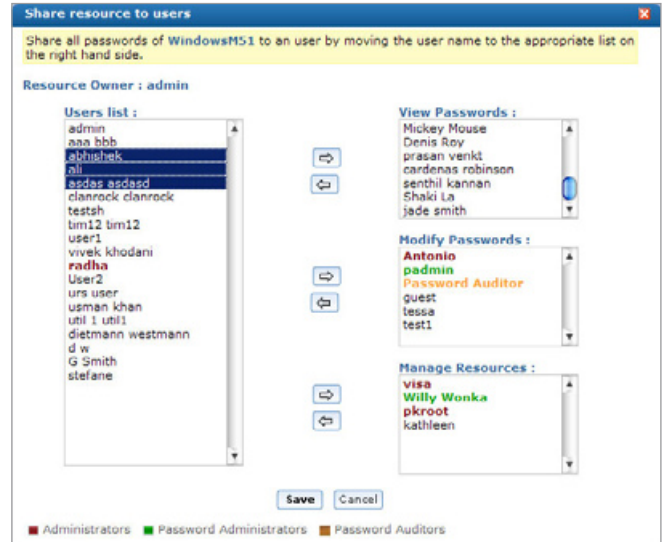 Share resource to users
Share all passwords of WindowsM51 to an user by moving the user name to the appropriate list on
the right hand side.
Resource Owner : admin
Users list :
admin
aaa bbb
abhishek
ali
asdas asdasd
clanrock clanrock
testsh
tim12 tim12
user1
vivek khodani
radha
User2
urs user
usman khan
util 1 util1
dietmann westmann
d w
G Smith
stefane
View Passwords :
Mickey Mouse
Denis Roy
prasan venkt
cardenas robinson
senthil kannan
Shaki La
jade smith
Modify Passwords :
Antonio
padmin
Password Auditor
guest
tessa
test1
Manage Resources :
visa
Willy Wonka
pkroot
kathleen
Save Cancel
Administrators Password Administrators Password Auditors